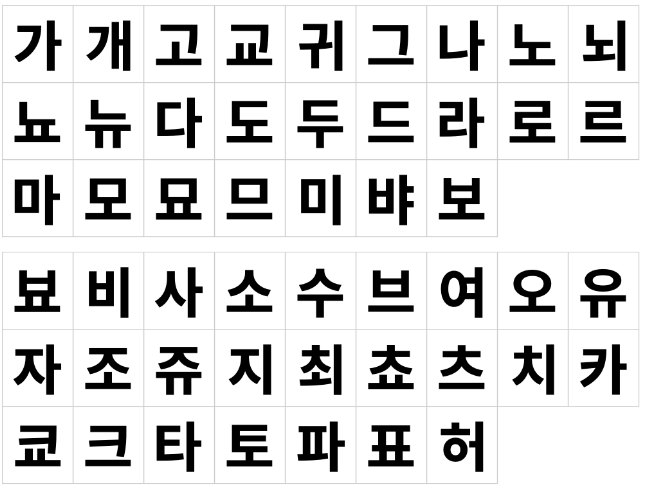 가 개 고 교 귀 그 나 노 뇌
뇨 뉴 다 도 두 드 라 로 르
마 모 묘 므 미 뱌 보
뵤 비 사 소 수 브 여 오 유
자 조 쥬 지 최 쵸 츠 치 카
쿄 크 타 토 파 표 허